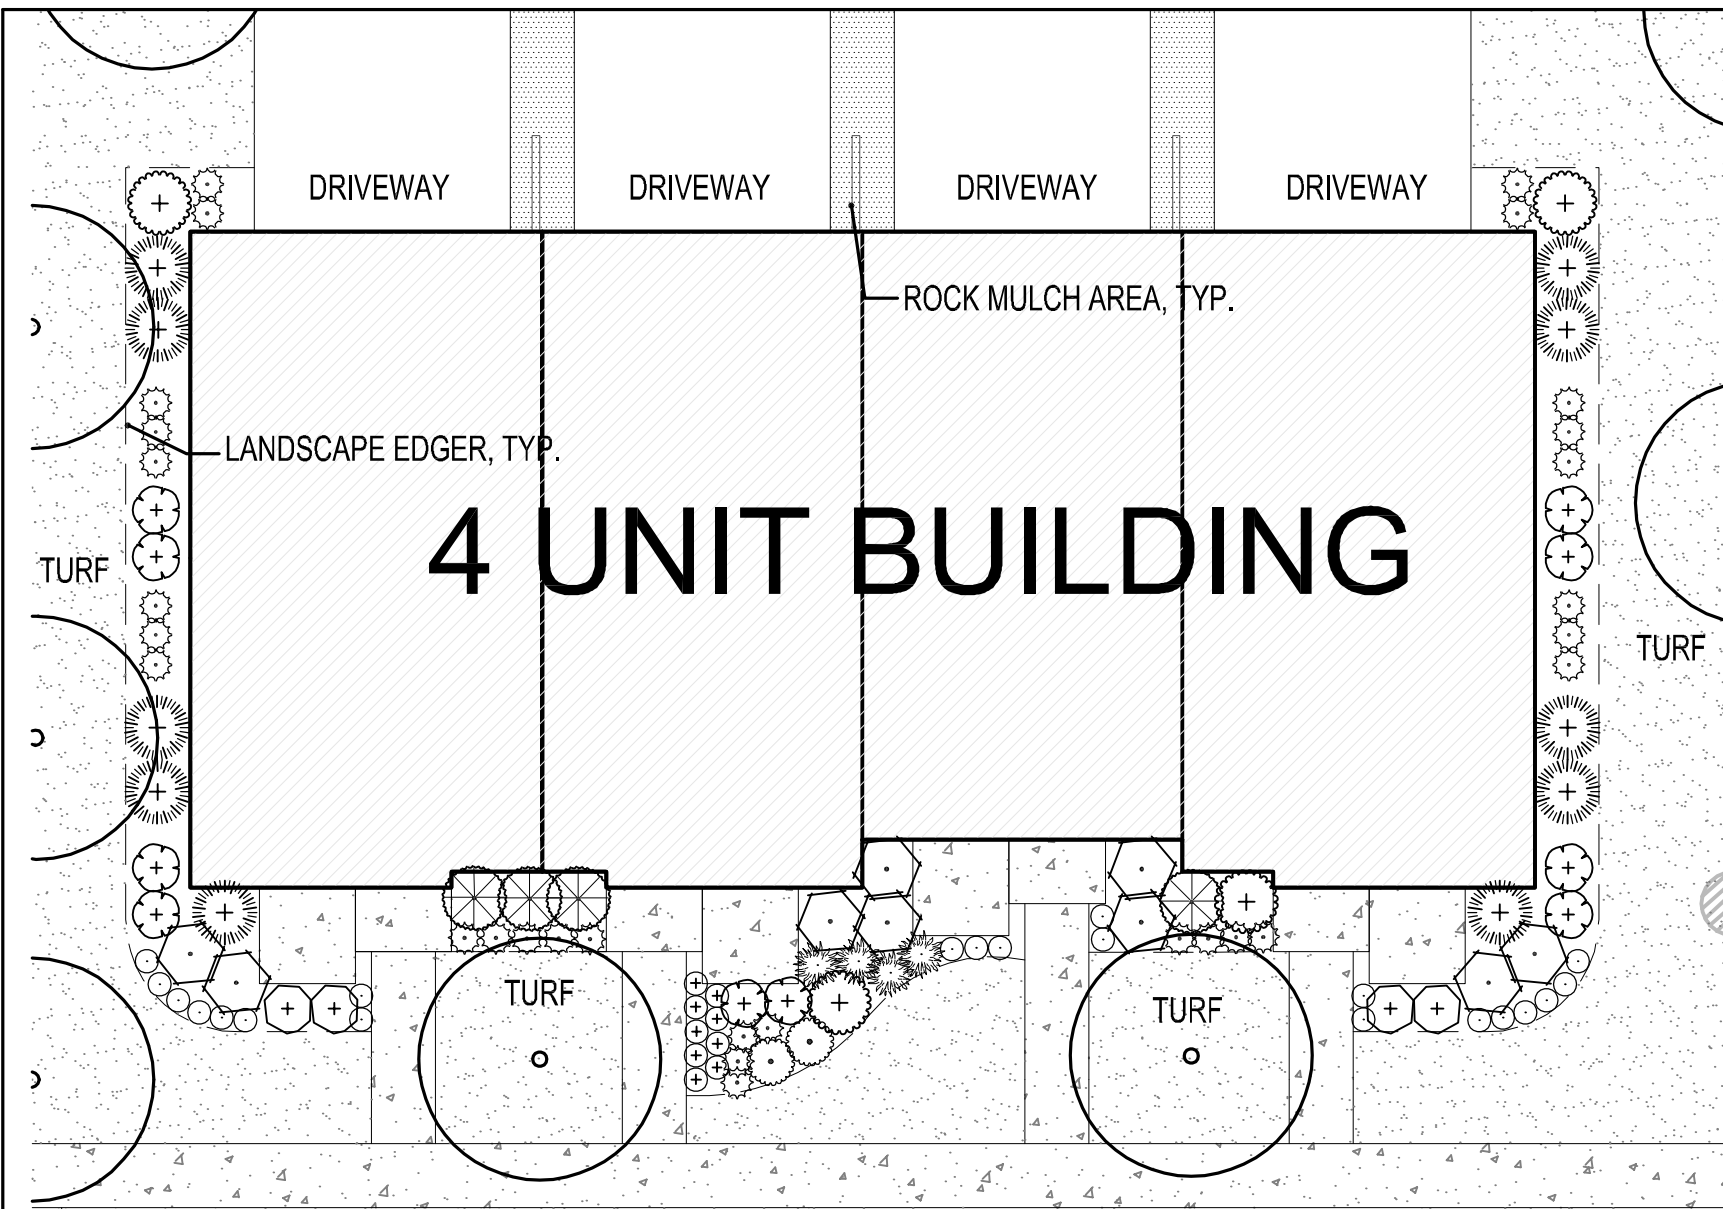 DRIVEWAY
DRIVEWAY
DRIVEWAY
DRIVEWAY
ROCK MULCH AREA, TYP.
LANDSCAPE EDGER, TYP.
4 UNIT BUILDING
TURF
TURF
TURF
TURF